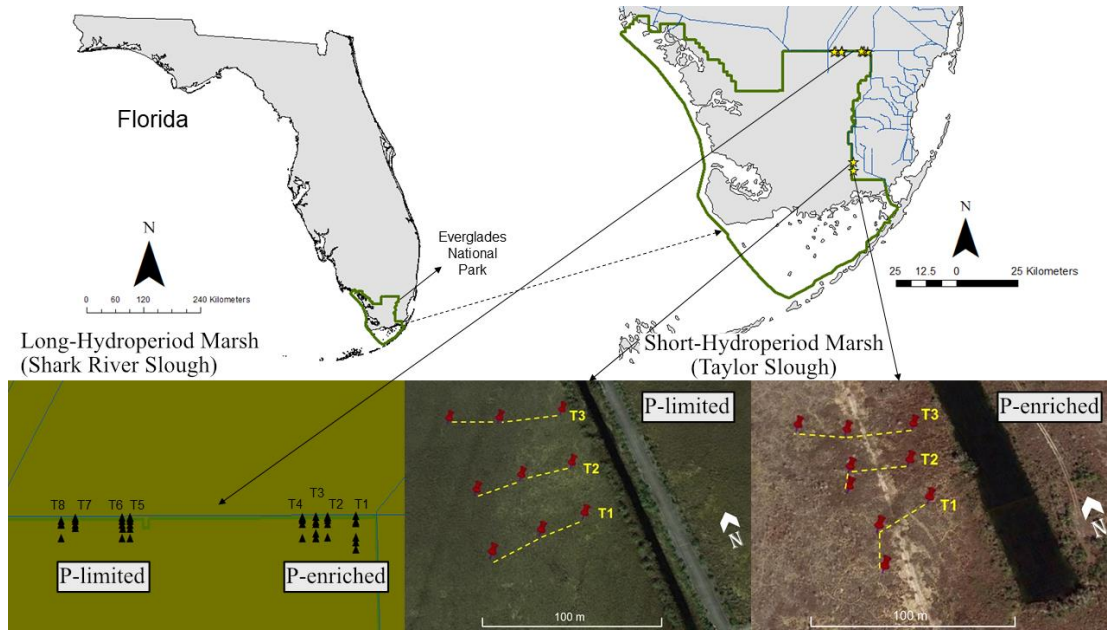 Florida
N
0 60 120 240 Kilometers
Everglades
National
Park
N
25 12.5 0 25 Kilometers
Long-Hydroperiod Marsh
(Shark River Slough)
Short-Hydroperiod Marsh
(Taylor Slough)
T8 T7 T6 T5 T4 T3 T2 T1
P-limited
P-enriched
P-limited
T3
T2
T1
N
100 m
P-enriched
T3
T2
T1
N
100 m